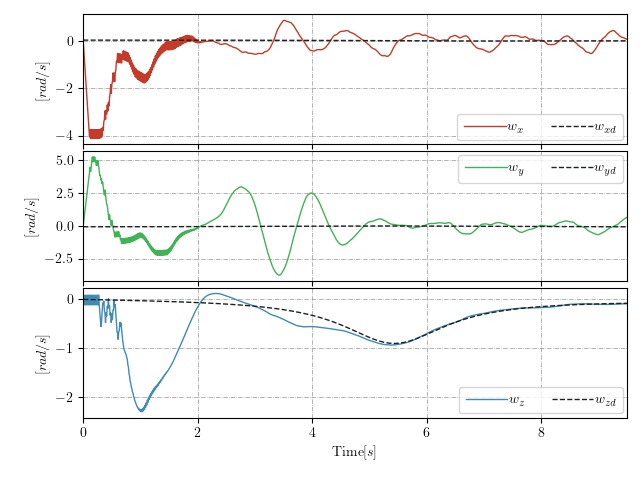 0
−2
−4
[rad/s]
w_x w_xd
5.0
2.5
0.0
−2.5
[rad/s]
w_y w_yd
0
−1
−2
[rad/s]
w_z w_zd
0 2 4 6 8
Time[s]